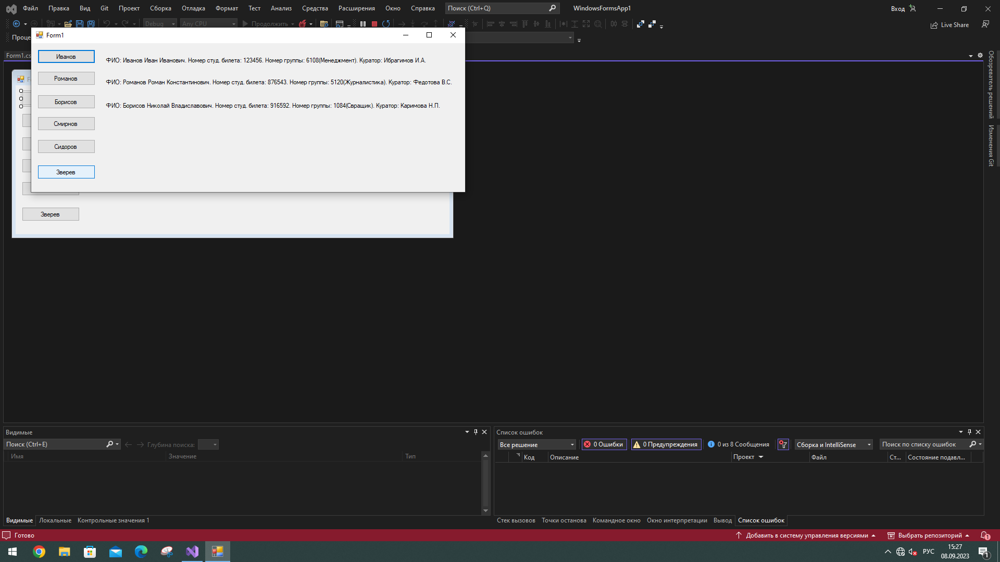 Файл Правка Вид Git Проект Сборка Отладка Формат Тест Анализ Средства Расширения Окно Справка Поиск (Ctrl+Q) WindowsFormsApp1 Вход
Debug Any CPU Продолжить Live Share
Проце
Form1
Form1.cs
Иванов ФИО: Иванов Иван Иванович. Номер студ. билета: 123456. Номер группы: 6108(Менеджмент). Куратор: Ибрагимов И.А.
Романов ФИО: Романов Роман Константинович. Номер студ. билета: 876543. Номер группы: 5120(Журналистика). Куратор: Федотова В.С.
Борисов ФИО: Борисов Николай Владиславович. Номер студ. билета: 916592. Номер группы: 1084(Свращик). Куратор: Каримова Н.П.
Смирнов
Сидоров
Зверев
Зверев
Обозреватель решений
Изменения Git
Видимые
Поиск (Ctrl+E) Глубина поиска:
Имя Значение Тип
Видимые Локальные Контрольные значения 1
Список ошибок
Все решение 0 Ошибки 0 Предупреждения 0 из 8 Сообщения Сборка и IntelliSense Поиск по списку ошибок
Код Описание Проект Файл Ст... Состояние подавл...
Стек вызовов Точки останова Командное окно Окно интерпретации Вывод Список ошибок
Готово Добавить в систему управления версиями Выбрать репозиторий 1
РУС 15:27
08.09.2023 1